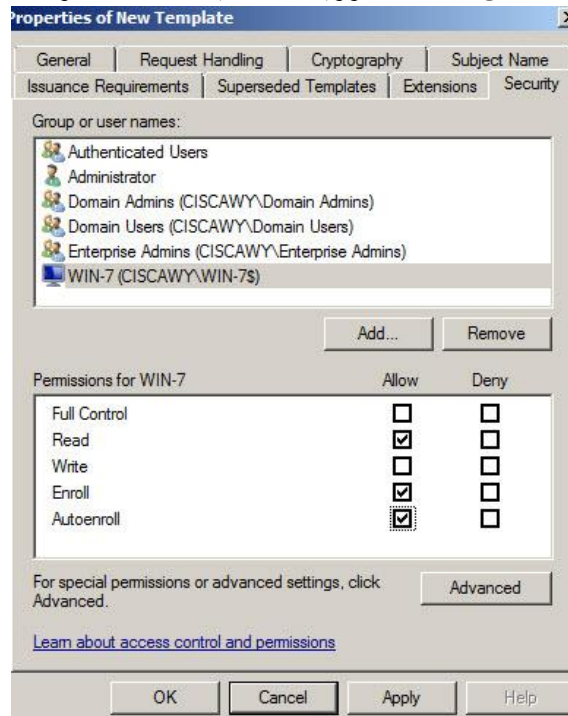 Properties of New Template
General Request Handling Cryptography Subject Name
Issuance Requirements Superseded Templates Extensions Security
Group or user names:
Authenticated Users
Administrator
Domain Admins (CISCAWY\Domain Admins)
Domain Users (CISCAWY\Domain Users)
Enterprise Admins (CISCAWY\Enterprise Admins)
WIN-7 (CISCAWY\WIN-7$)
Add... Remove
Permissions for WIN-7 Allow Deny
Full Control
Read
Write
Enroll
Autoenroll
For special permissions or advanced settings, click
Advanced.
Advanced
Learn about access control and permissions
OK Cancel Apply Help